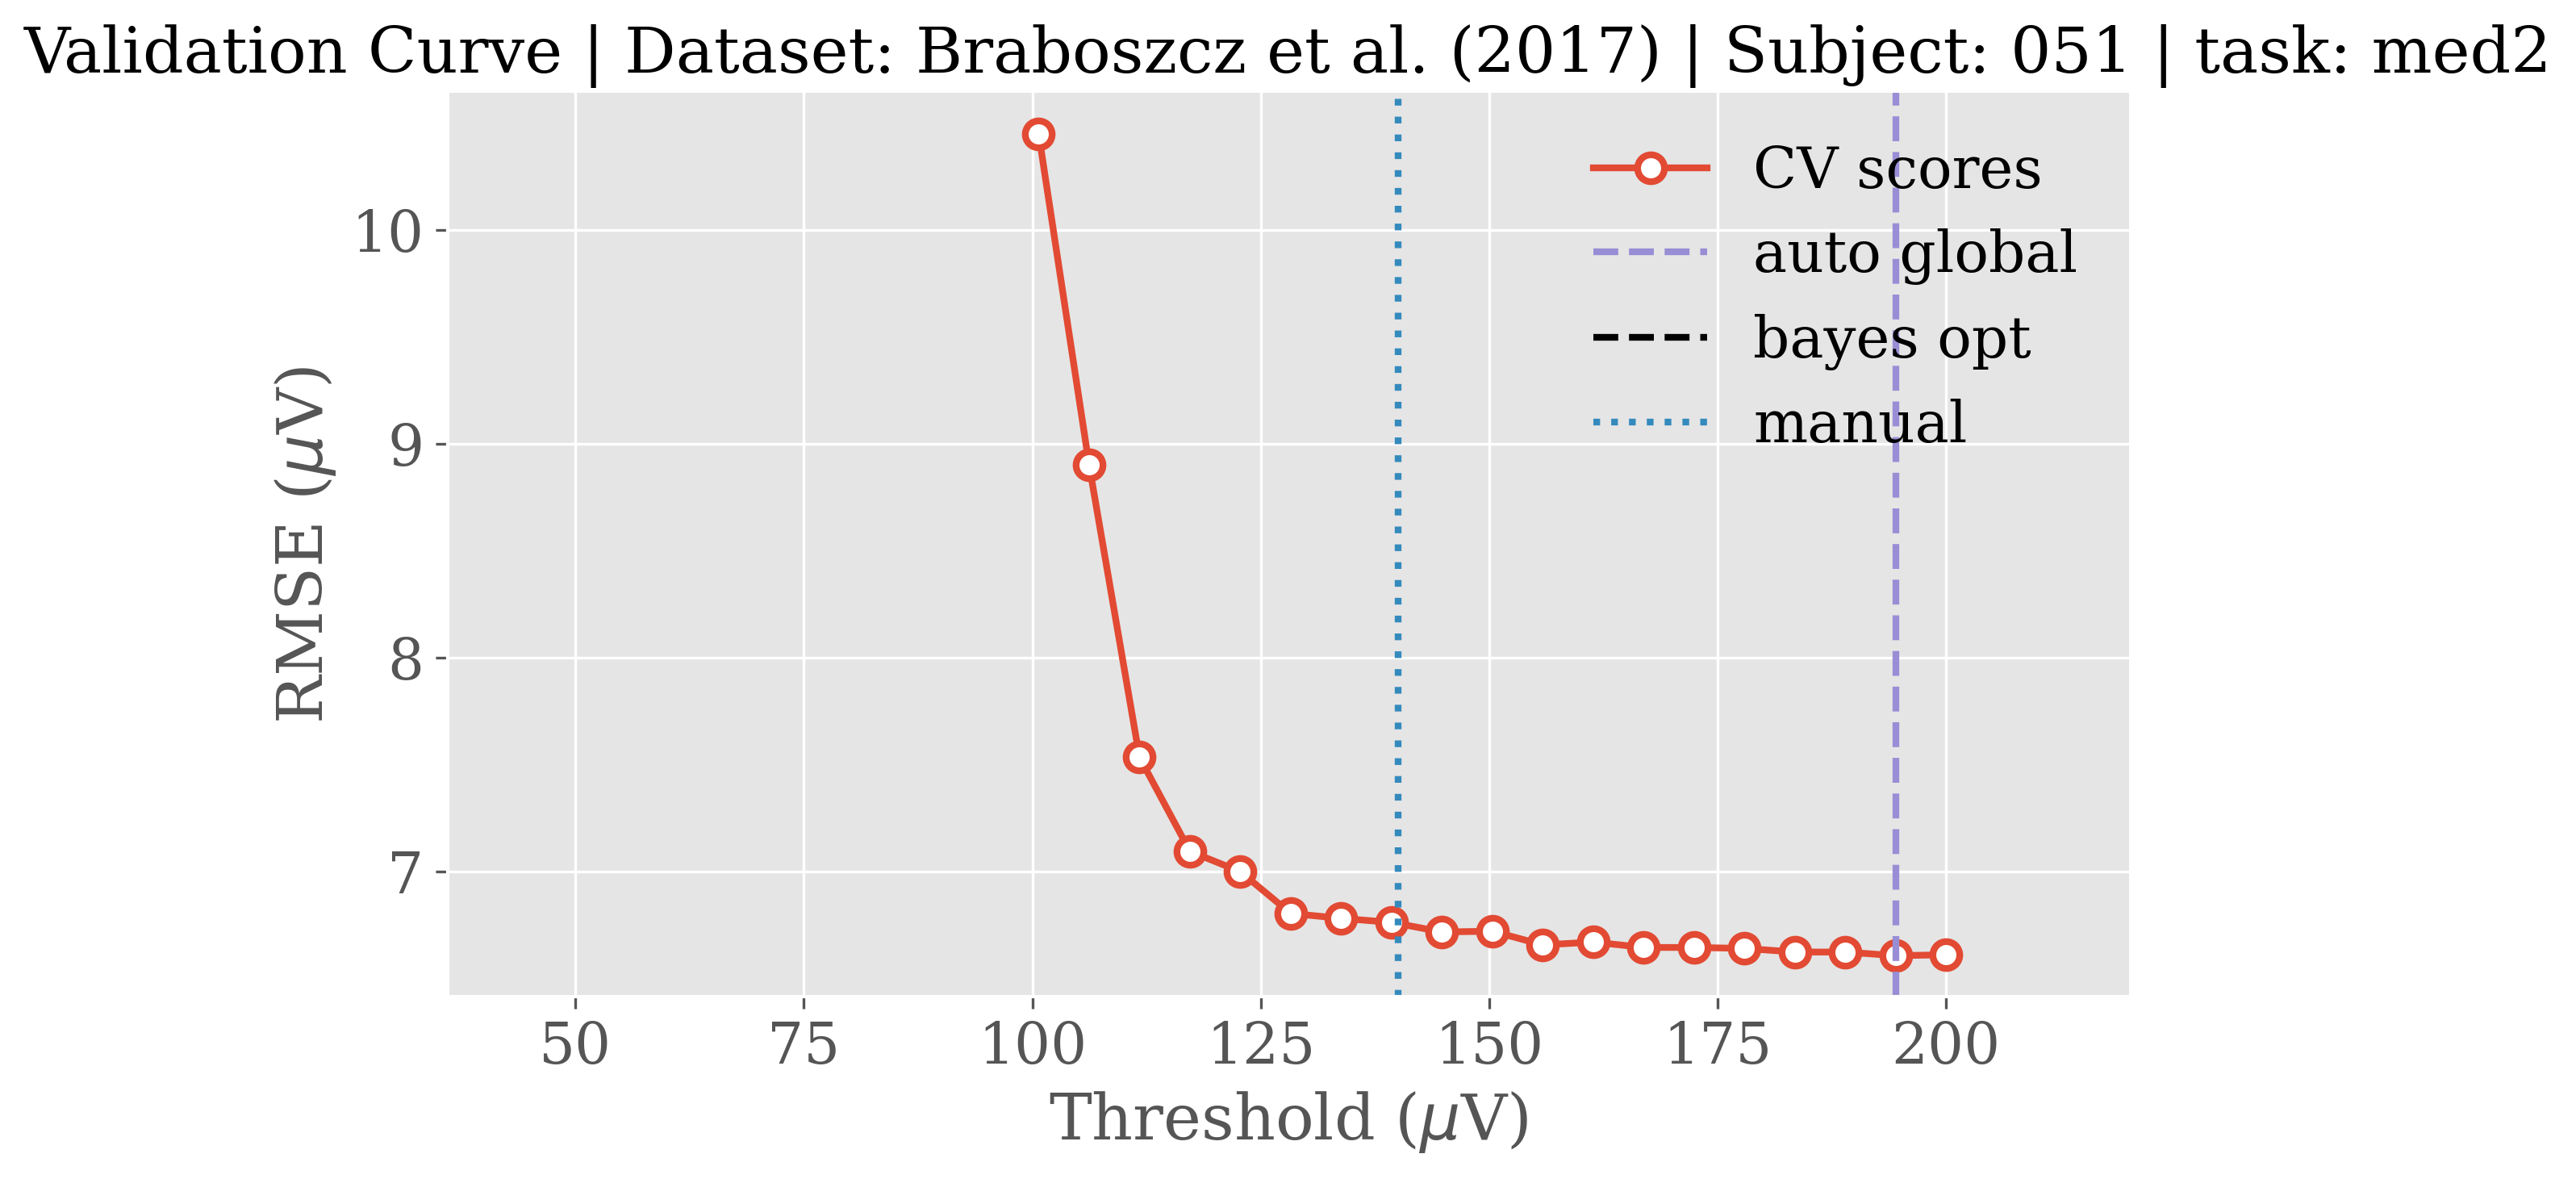 Validation Curve | Dataset: Braboszcz et al. (2017) | Subject: 051 | task: med2
CV scores
auto global
bayes opt
manual
10
9
8
7
RMSE (μV)
50 75 100 125 150 175 200
Threshold (μV)